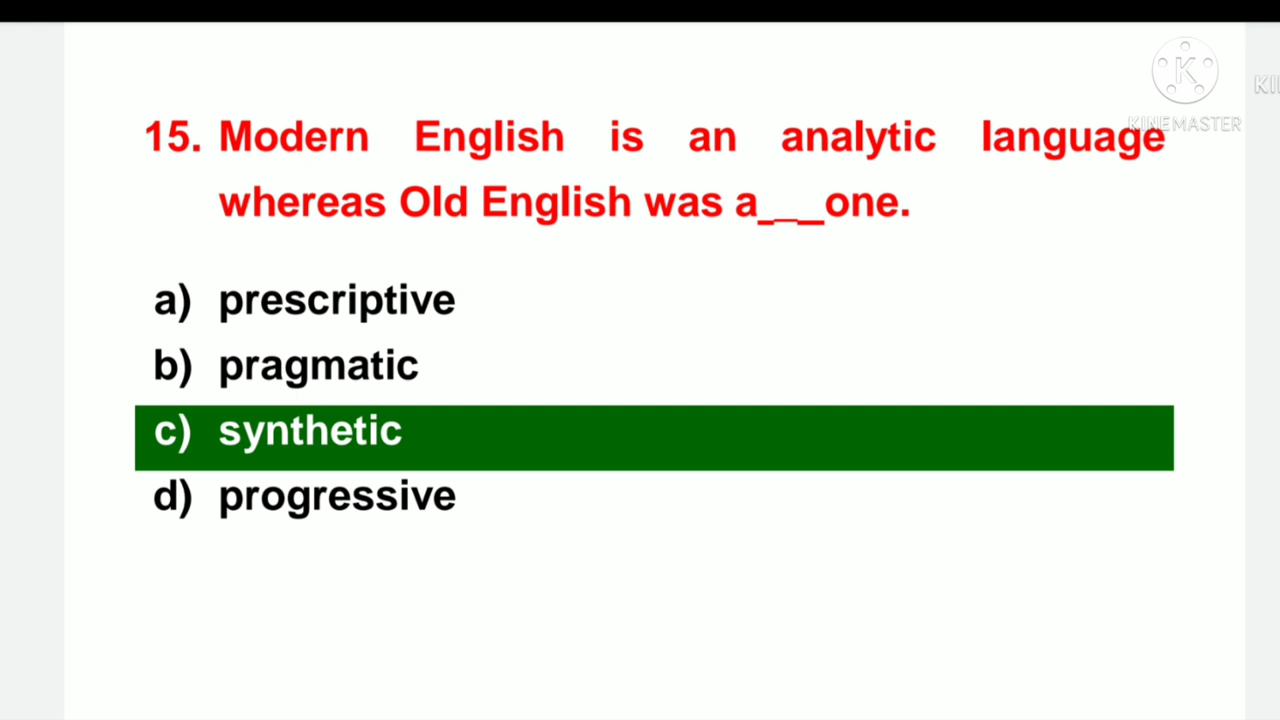 KINEMASTER
15. Modern English is an analytic language
whereas Old English was a___one.
a) prescriptive
b) pragmatic
c) synthetic
d) progressive